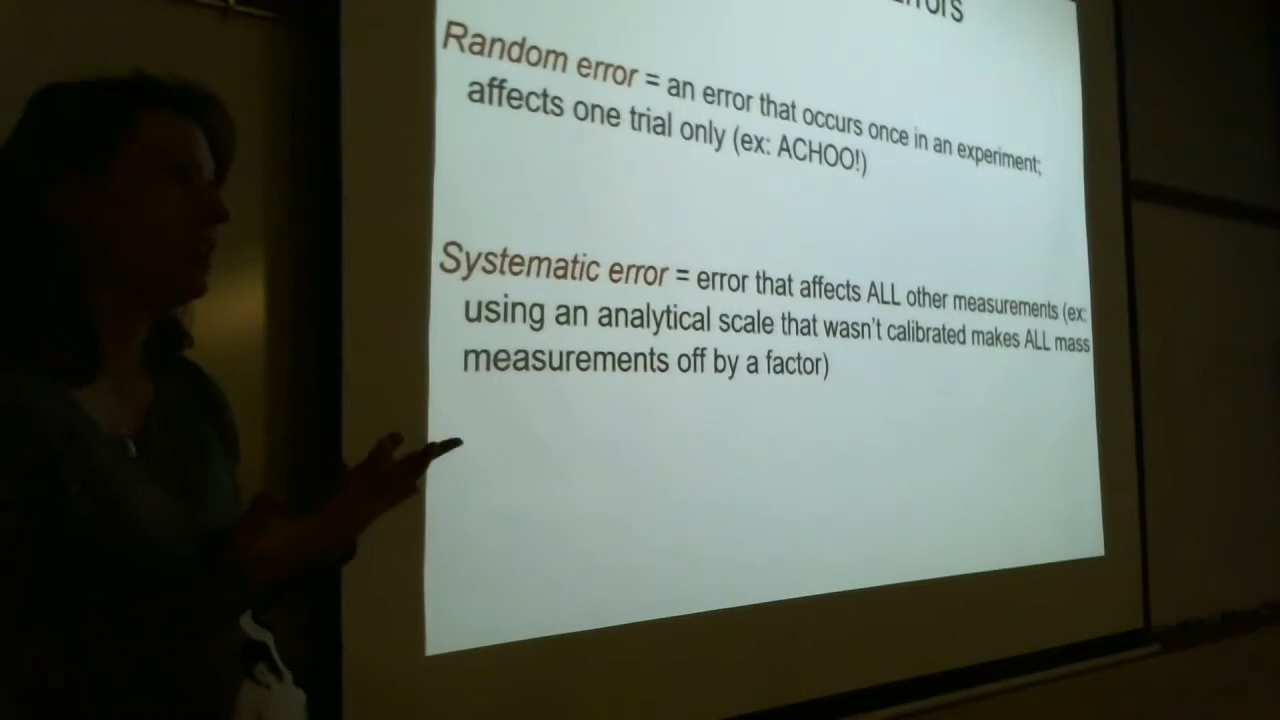 Random error = an error that occurs once in an experiment;
affects one trial only (ex: ACHOO!)
Systematic error = error that affects ALL other measurements (ex:
using an analytical scale that wasn't calibrated makes ALL mass
measurements off by a factor)